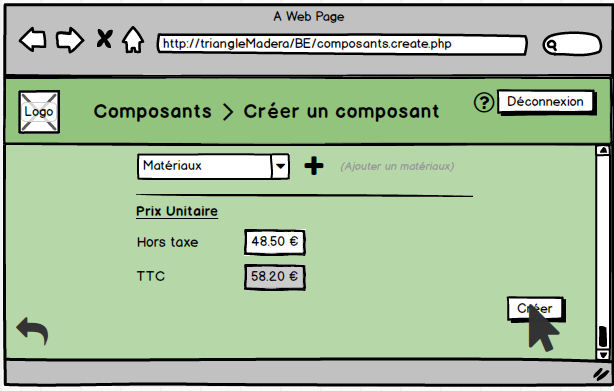 A Web Page
http://triangleMadera/BE/composants.create.php
Logo
Composants > Créer un composant
? Déconnexion
Matériaux
(Ajouter un matériaux)
Prix Unitaire
Hors taxe 48.50 €
TTC 58.20 €
Créer